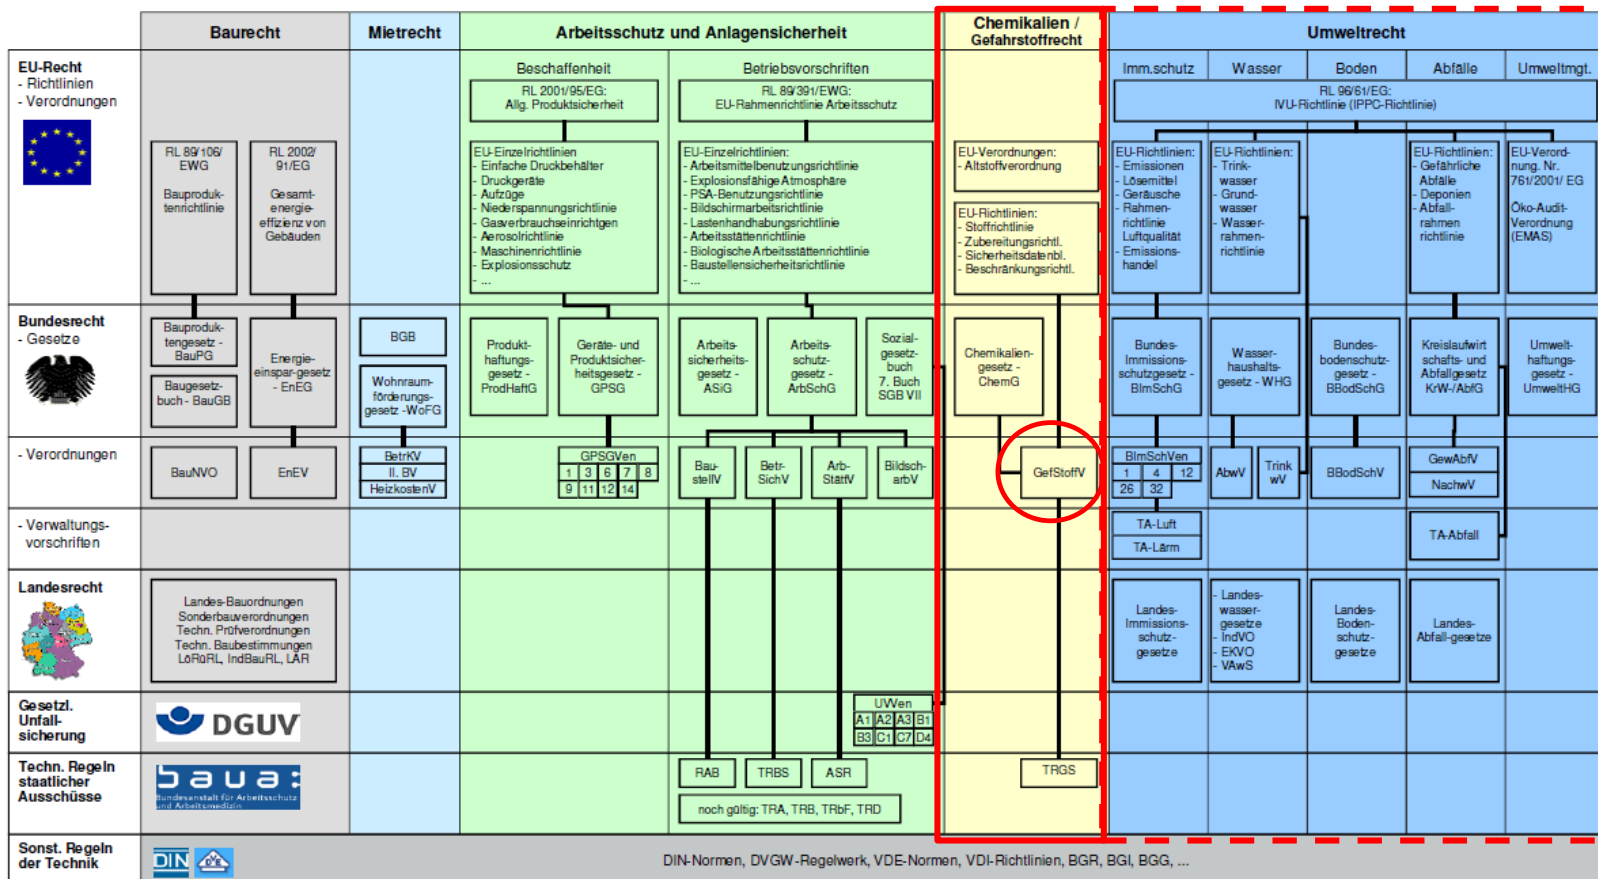 Baurecht
Mietrecht
Arbeitsschutz und Anlagensicherheit
Chemikalien /
Gefahrstoffrecht
Umweltrecht
EU-Recht
- Richtlinien
- Verordnungen
Beschaffenheit
Betriebsvorschriften
Imm.schutz
Wasser
Boden
Abfälle
Umweltmgt.
RL 2001/95/EG:
Allg. Produktsicherheit
RL 89/391/EWG:
EU-Rahmenrichtlinie Arbeitsschutz
RL 96/61/EG:
IVU-Richtlinie (IPPC-Richtlinie)
RL 89/106/
EWG
Bauproduk-
tenrichtlinie
RL 2002/
91/EG
Gesamt-
energie-
effizienz von
Gebäuden
EU-Einzelrichtlinien
- Einfache Druckbehälter
- Druckgeräte
- Aufzüge
- Niederspannungsrichtlinie
- Gasverbrauchseinrichtgen
- Aerosolrichtlinie
- Maschinenrichtlinie
- Explosionsschutz
- ...
EU-Einzelrichtlinien:
- Arbeitsmittelbenutzungsrichtlinie
- Explosionsfähige Atmosphäre
- PSA-Benutzungsrichtlinie
- Bildschirmarbeitsrichtlinie
- Lastenhandhabungsrichtlinie
- Arbeitsstättenrichtlinie
- Biologische Arbeitsstättenrichtlinie
- Baustellensicherheitsrichtlinie
- ...
EU-Verordnungen:
- Altstoffverordnung
EU-Richtlinien:
- Stoffrichtlinie
- Zubereitungsrichtl.
- Sicherheitsdatenbl.
- Beschränkungsrichtl.
EU-Richtlinien:
- Emissionen
- Lösemittel
- Geräusche
- Rahmen-
richtlinie
Luftqualität
- Emissions-
handel
EU-Richtlinien:
- Trink-
wasser
- Grund-
wasser
- Wasser-
rahmen-
richtlinie
EU-Richtlinien:
- Gefährliche
Abfälle
- Deponien
- Abfall-
rahmen
richtlinie
EU-Verord-
nung. Nr.
761/2001/ EG
Öko-Audit-
Verordnung
(EMAS)
Bundesrecht
- Gesetze
Bauproduk-
tengesetz -
BauPG
Baugesetz-
buch - BauGB
Energie-
einspar-gesetz
- EnEG
BGB
Wohnraum-
förderungs-
gesetz -WoFG
Produkt-
haftungs-
gesetz - ProdHaftG
Geräte- und
Produktsicher-
heitsgesetz -
GPSG
Arbeits-
sicherheits-
gesetz - ASiG
Arbeits-
schutz-
gesetz - ArbSchG
Sozial-
gesetz-
buch
7. Buch
SGB VII
Chemikalien-
gesetz -
ChemG
Bundes-
Immissions-
schutzgesetz -
BImSchG
Wasser-
haushalts-
gesetz - WHG
Bundes-
bodenschutz-
gesetz -
BBodSchG
Kreislaufwirt
schafts- und
Abfallgesetz
KrW-/AbfG
Umwelt-
haftungs-
gesetz -
UmweltHG
- Verordnungen
BauNVO
EnEV
BetrKV
II. BV
HeizkostenV
GPSGVen
1 3 6 7 8
9 11 12 14
Bau-
stellV
Betr-
SichV
Arb-
StättV
Bildsch-
arbV
GefStoffV
BImSchVen
1 4 12
26 32
AbwV
Trink
wV
BBodSchV
GewAbfV
NachwV
- Verwaltungs-
vorschriften
TA-Luft
TA-Lärm
TA-Abfall
Landesrecht
Landes-Bauordnungen
Sonderbauverordnungen
Techn. Prüfverordnungen
Techn. Baubestimmungen
LöRüRL, IndBauRL, LAR
Landes-
Immissions-
schutz-
gesetze
- Landes-
wasser-
gesetze
- IndVO
- EKVO
- VAwS
Landes-
Boden-
schutz-
gesetze
Landes-
Abfall-gesetze
Gesetzl.
Unfall-
sicherung
DGUV
UVVen
A1 A2 A3 B1
B3 C1 C7 D4
Techn. Regeln
staatlicher
Ausschüsse
baua:
Bundesanstalt für Arbeitsschutz
und Arbeitsmedizin
RAB
TRBS
ASR
TRGS
noch gültig: TRA, TRB, TRbF, TRD
Sonst. Regeln
der Technik
DIN
DIN-Normen, DVGW-Regelwerk, VDE-Normen, VDI-Richtlinien, BGR, BGI, BGG, ...